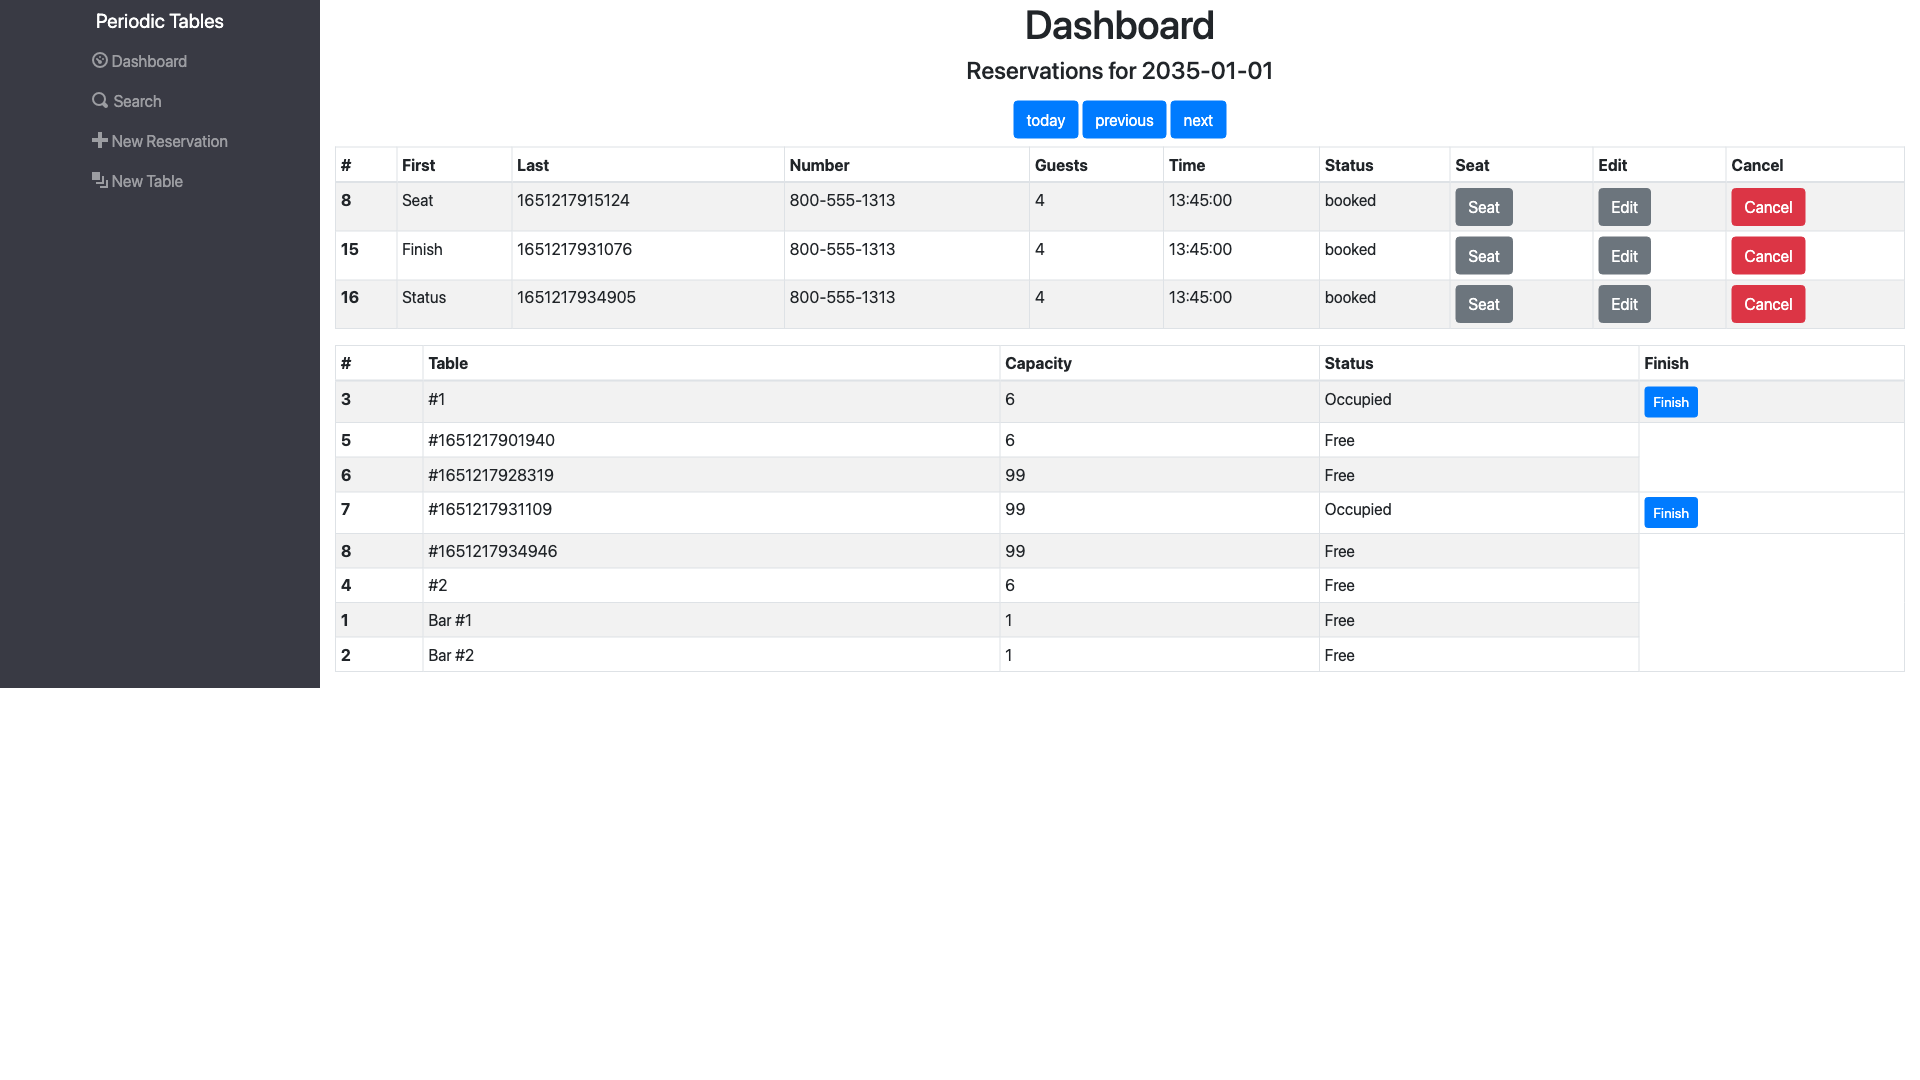 Periodic Tables
Dashboard
Search
New Reservation
New Table
Dashboard
Reservations for 2035-01-01
today previous next
# First Last Number Guests Time Status Seat Edit Cancel
8 Seat 1651217915124 800-555-1313 4 13:45:00 booked Seat Edit Cancel
15 Finish 1651217931076 800-555-1313 4 13:45:00 booked Seat Edit Cancel
16 Status 1651217934905 800-555-1313 4 13:45:00 booked Seat Edit Cancel
# Table Capacity Status Finish
3 #1 6 Occupied Finish
5 #1651217901940 6 Free
6 #1651217928319 99 Free
7 #1651217931109 99 Occupied Finish
8 #1651217934946 99 Free
4 #2 6 Free
1 Bar #1 1 Free
2 Bar #2 1 Free